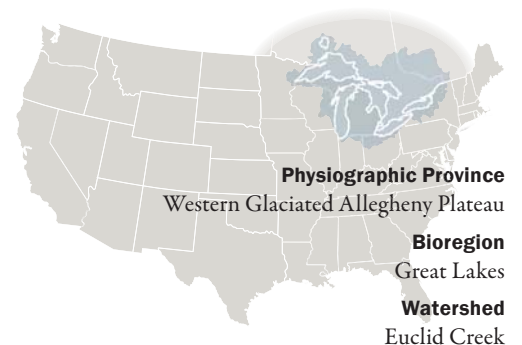 Physiographic Province
Western Glaciated Allegheny Plateau
Bioregion
Great Lakes
Watershed
Euclid Creek